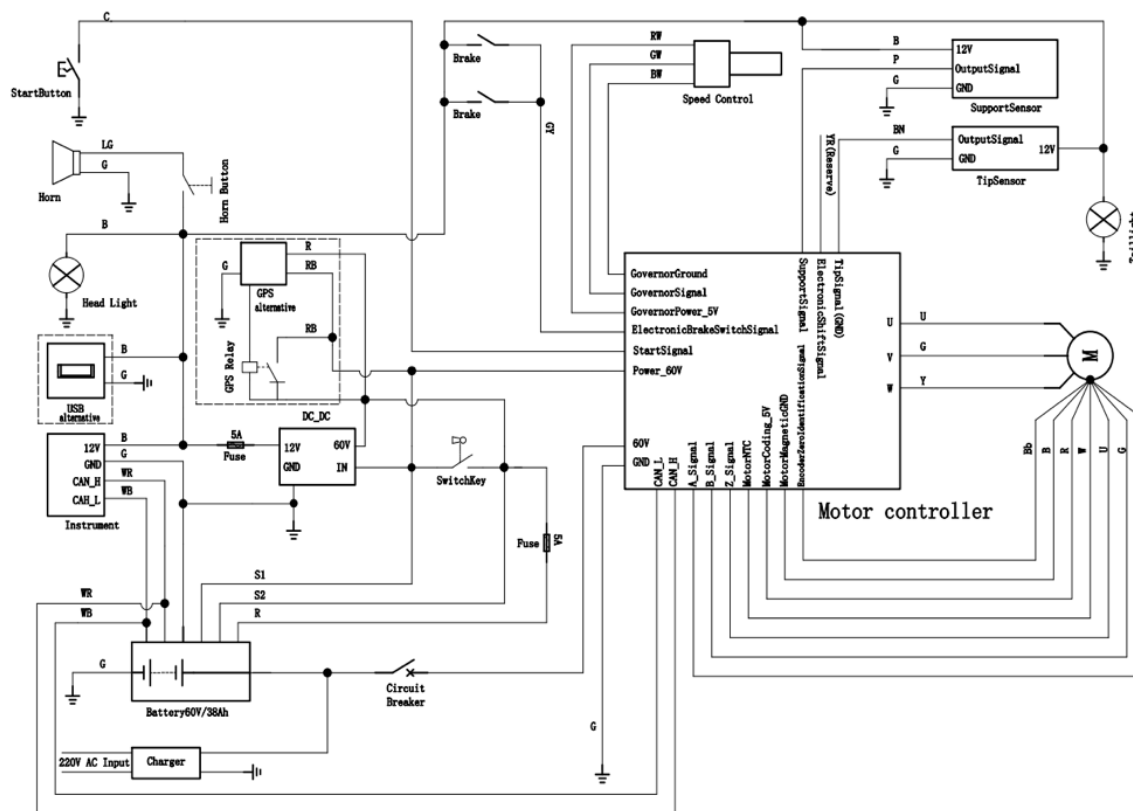 C
StartButton
LG
G
Horn
Horn Button
B
Head Light
B
G
USB
alternative
12V
GND
CAN_H
CAH_L
B
G
WR
WB
Instrument
G
R
RB
GPS
alternative
RB
GPS Relay
DC_DC
5A
Fuse
12V
GND
60V
IN
SwitchKey
Fuse
5A
Brake
Brake
GY
RW
GW
BW
Speed Control
B
P
G
12V
OutputSignal
GND
SupportSensor
YR(Reserve)
BN
G
OutputSignal
GND
12V
TipSensor
GovernorGround
GovernorSignal
GovernorPower_5V
ElectronicBrakeSwitchSignal
StartSignal
Power_60V
60V
GND
SupportSignal
ElectronicShiftSignal
TipSignal(GND)
U
V
W
U
G
Y
M
CAN_L
CAN_H
A_Signal
B_Signal
Z_Signal
MotorNTC
MotorCoding_5V
MotorMagneticGND
EncoderZeroIdentificationSignal
Motor controller
Bb
B
R
W
U
G
S1
S2
R
WR
WB
G
Battery60V/38Ah
Circuit
Breaker
G
220V AC Input
Charger